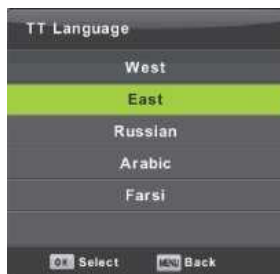 TT Language
West
East
Russian
Arabic
Farsi
OK Select MENU Back